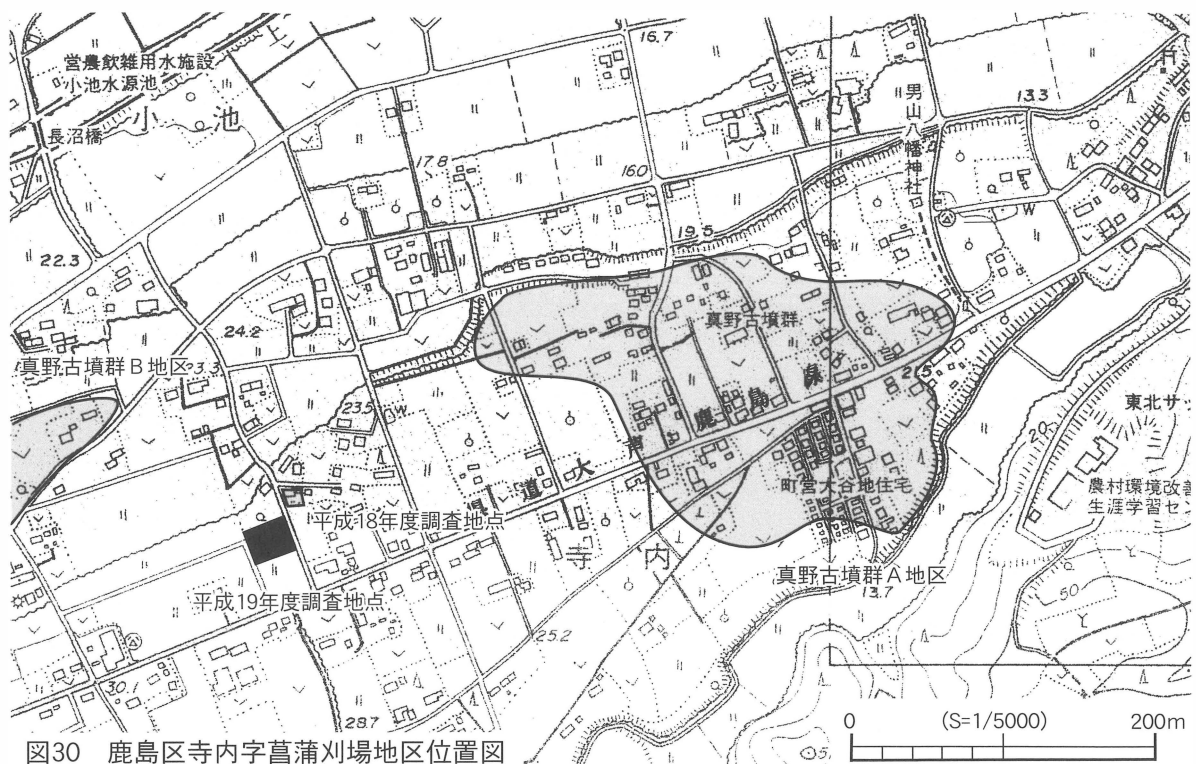 営農飲雑用水施設
小池水源池
小池
長沼橋
上
16.7
17.8
160
13.3
男山八幡神社
19.5
22.3
24.2
真野古墳群B地区
23.3
23.5
W
W
真野古墳群
21.5
県道大
鹿島
東北サ
20
農村環境改善
生涯学習セン
町営大谷地住宅
平成18年度調査地点
寺内
真野古墳群A地区
13.7
平成19年度調査地点
50
25.2
30.1
28.7
0 (S=1/5000) 200m
図30 鹿島区寺内字菖蒲刈場地区位置図